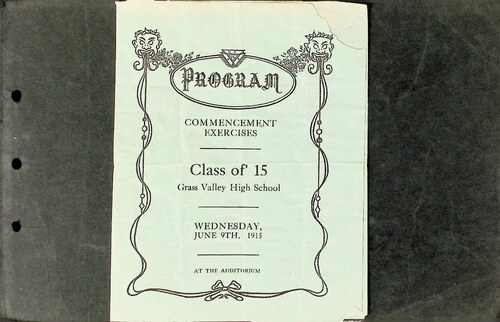 PROGRAM
COMMENCEMENT
EXERCISES
Class of' 15
Grass Valley High School
WEDNESDAY,
JUNE 9TH, 1915
AT THE AUDITORIUM